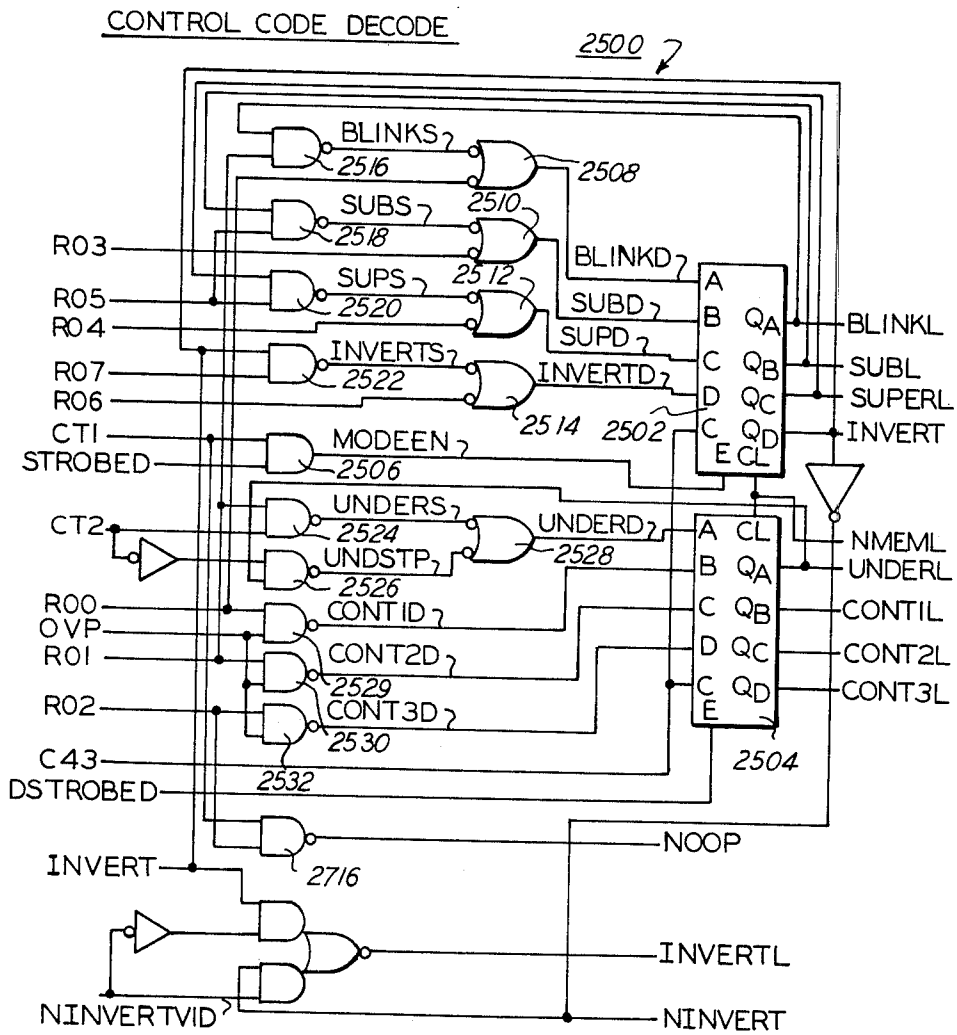 CONTROL CODE DECODE
2500
BLINKS
2516
2508
SUBS
2510
2518
R03
BLINKD
SUPS
2512
R05
2520
SUBD
R04
SUPD
INVERTS
R07
2522
INVERTD
R06
2514
2502
A
B
C
D
C
E
CL
QA
QB
QC
QD
BLINKL
SUBL
SUPERL
INVERT
CT1
MODEEN
STROBED
2506
UNDERS
CT2
2524
UNDERD
UNDSTP
2528
2526
A
B
C
D
C
E
CL
QA
QB
QC
QD
NMEML
UNDERL
CONT1L
CONT2L
CONT3L
R00
CONT1D
OVP
R01
CONT2D
2529
R02
CONT3D
2530
C43
2532
2504
DSTROBED
NOOP
2716
INVERT
INVERTL
NINVERTVID
NINVERT